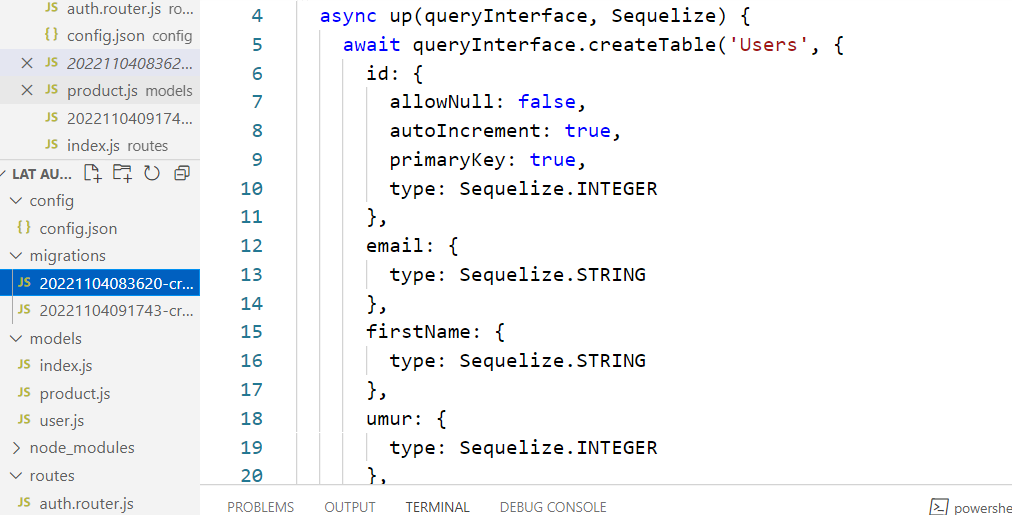 auth.router.js ro...
{} config.json config
JS 2022110408362...
JS product.js models
JS 2022110409174...
JS index.js routes
LAT AU...
config
{} config.json
migrations
JS 20221104083620-cr...
JS 20221104091743-cr...
models
JS index.js
JS product.js
JS user.js
node_modules
routes
JS auth.router.js
4 async up(queryInterface, Sequelize) {
5 await queryInterface.createTable('Users', {
6 id: {
7 allowNull: false,
8 autoIncrement: true,
9 primaryKey: true,
10 type: Sequelize.INTEGER
11 },
12 email: {
13 type: Sequelize.STRING
14 },
15 firstName: {
16 type: Sequelize.STRING
17 },
18 umur: {
19 type: Sequelize.INTEGER
20 },
PROBLEMS OUTPUT TERMINAL DEBUG CONSOLE
powershe